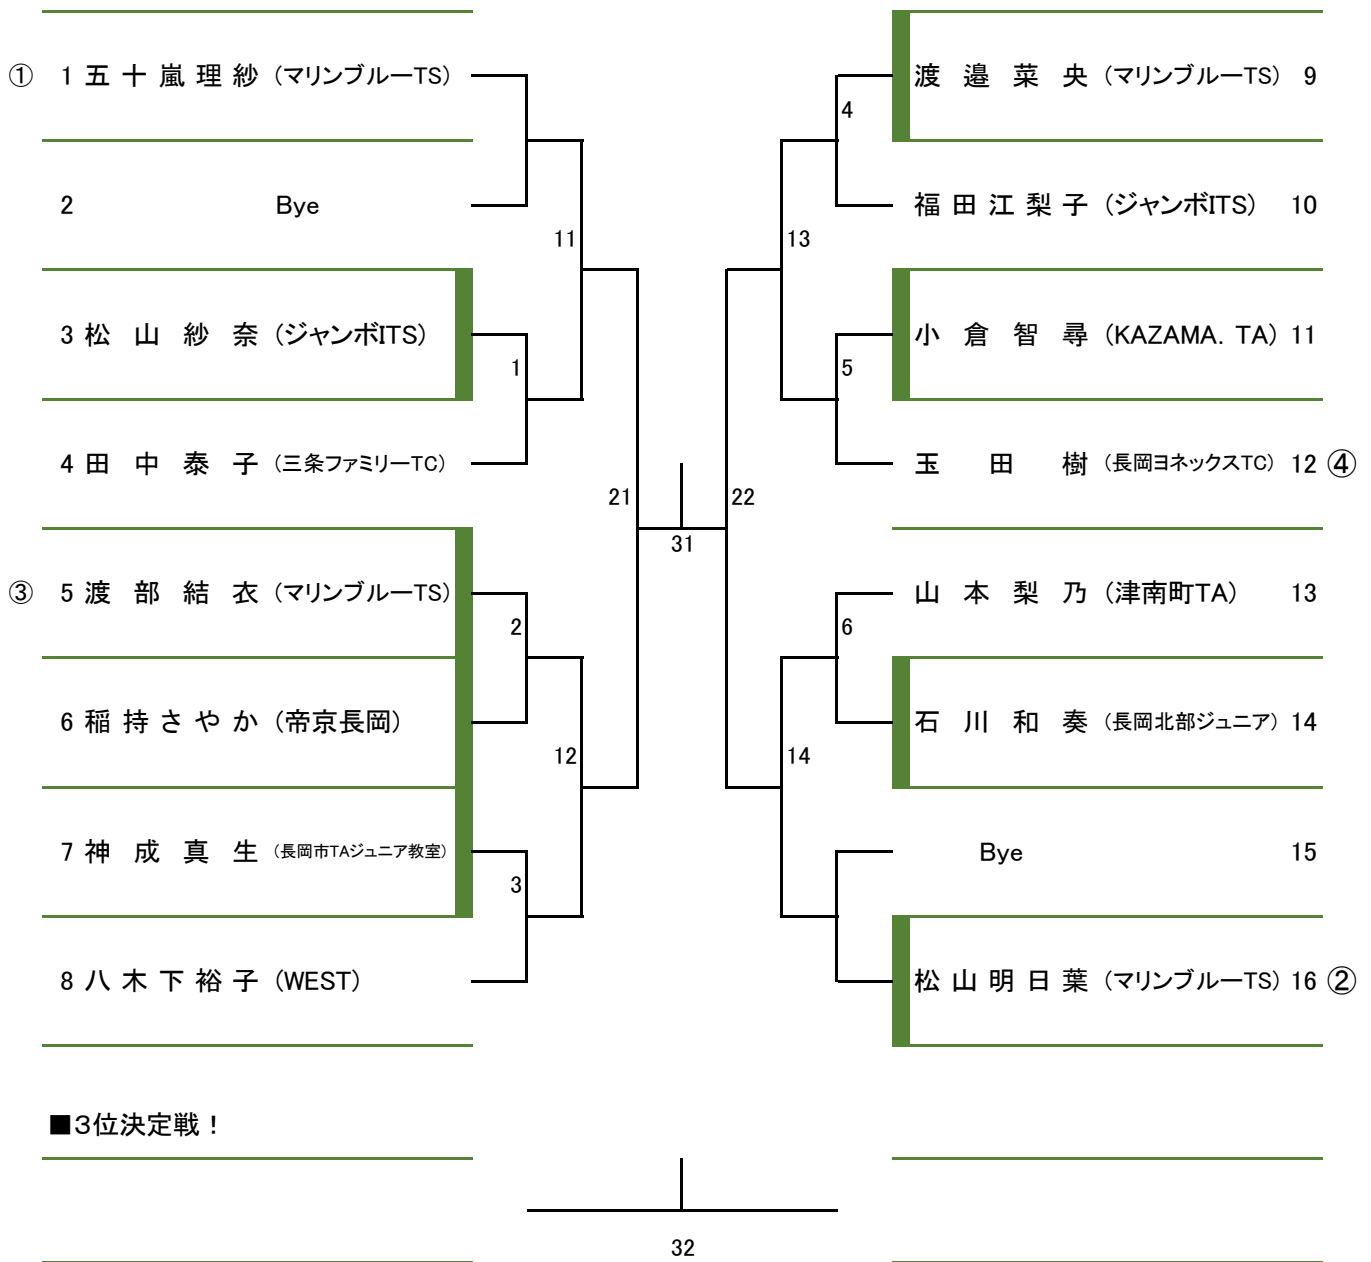 ① 1 五十嵐理紗 (マリンブルーTS)
2 Bye
3 松山紗奈 (ジャンボITS)
4 田中泰子 (三条ファミリーTC)
③ 5 渡部結衣 (マリンブルーTS)
6 稲持さやか (帝京長岡)
7 神成真生 (長岡市TAジュニア教室)
8 八木下裕子 (WEST)
11
1
21
2
12
3
31
4
13
5
22
6
14
渡邉菜央 (マリンブルーTS) 9
福田江梨子 (ジャンボITS) 10
小倉智尋 (KAZAMA．TA) 11
玉田樹 (長岡ヨネックスTC) 12 ④
山本梨乃 (津南町TA) 13
石川和奏 (長岡北部ジュニア) 14
Bye 15
松山明日葉 (マリンブルーTS) 16 ②
■3位決定戦！
32